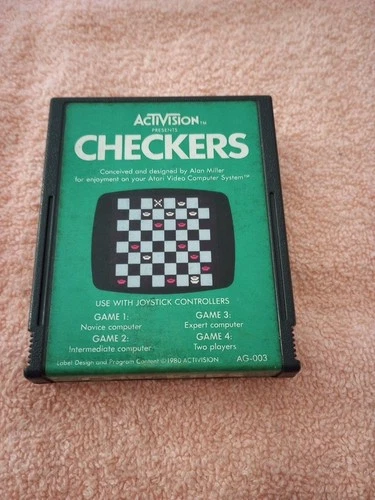 ACTIVISION™
PRESENTS
CHECKERS
Conceived and designed by Alan Miller
for enjoyment on your Atari Video Computer System™
USE WITH JOYSTICK CONTROLLERS
GAME 1: GAME 3:
Novice computer Expert computer
GAME 2: GAME 4:
Intermediate computer Two players
Label Design and Program Content ©1980 ACTIVISION AG-003